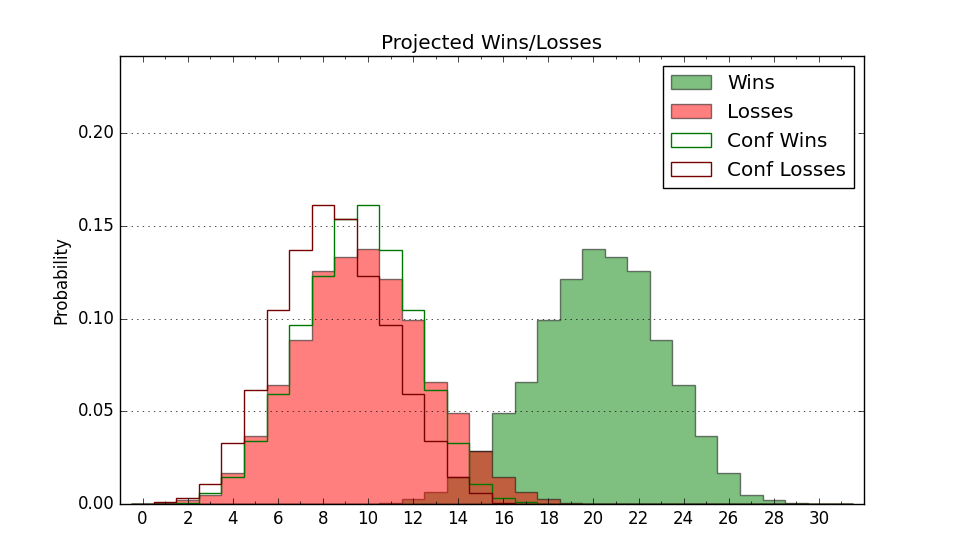 Projected Wins/Losses
Wins
Losses
Conf Wins
Conf Losses
Probability
0.20
0.15
0.10
0.05
0.00
0 2 4 6 8 10 12 14 16 18 20 22 24 26 28 30